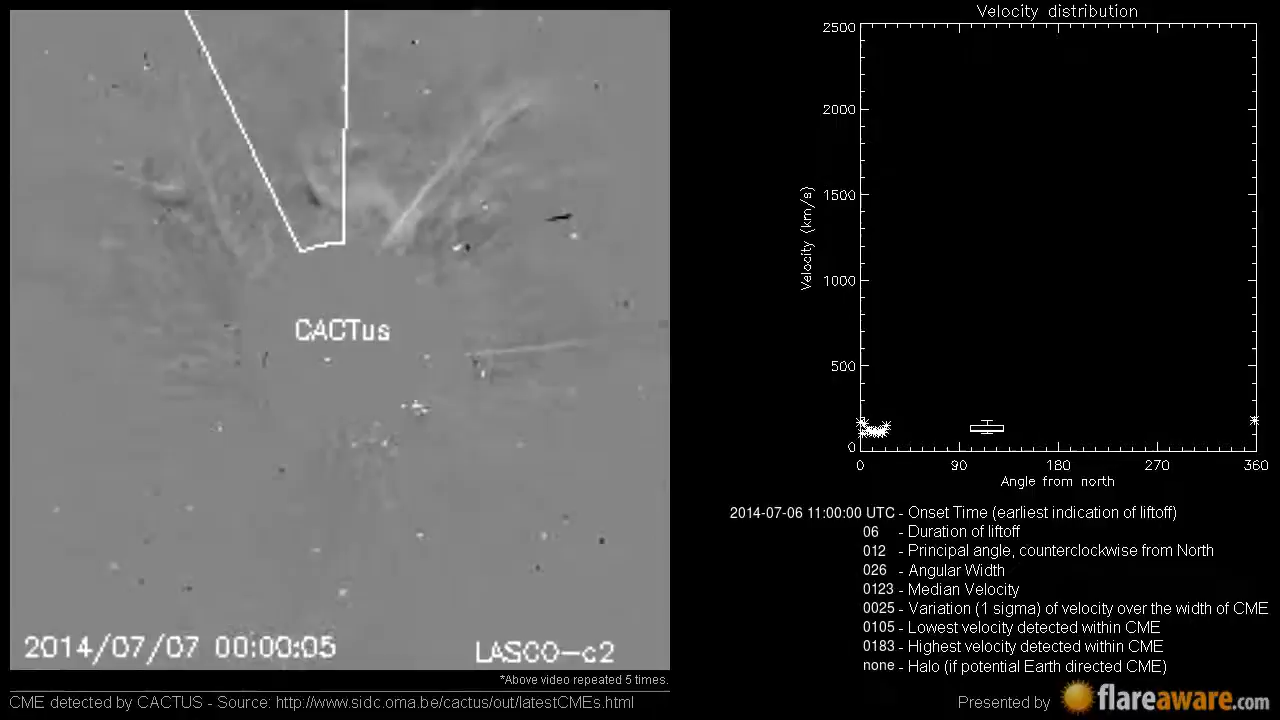 Velocity distribution
2500
2000
1500
1000
500
0
Velocity (km/s)
0 90 180 270 360
Angle from north
CACTus
2014/07/07 00:00:05
LASCO-c2
*Above video repeated 5 times.
2014-07-06 11:00:00 UTC - Onset Time (earliest indication of liftoff)
06 - Duration of liftoff
012 - Principal angle, counterclockwise from North
026 - Angular Width
0123 - Median Velocity
0025 - Variation (1 sigma) of velocity over the width of CME
0105 - Lowest velocity detected within CME
0183 - Highest velocity detected within CME
none - Halo (if potential Earth directed CME)
CME detected by CACTUS - Source: http://www.sidc.oma.be/cactus/out/latestCMEs.html
Presented by flareaware.com